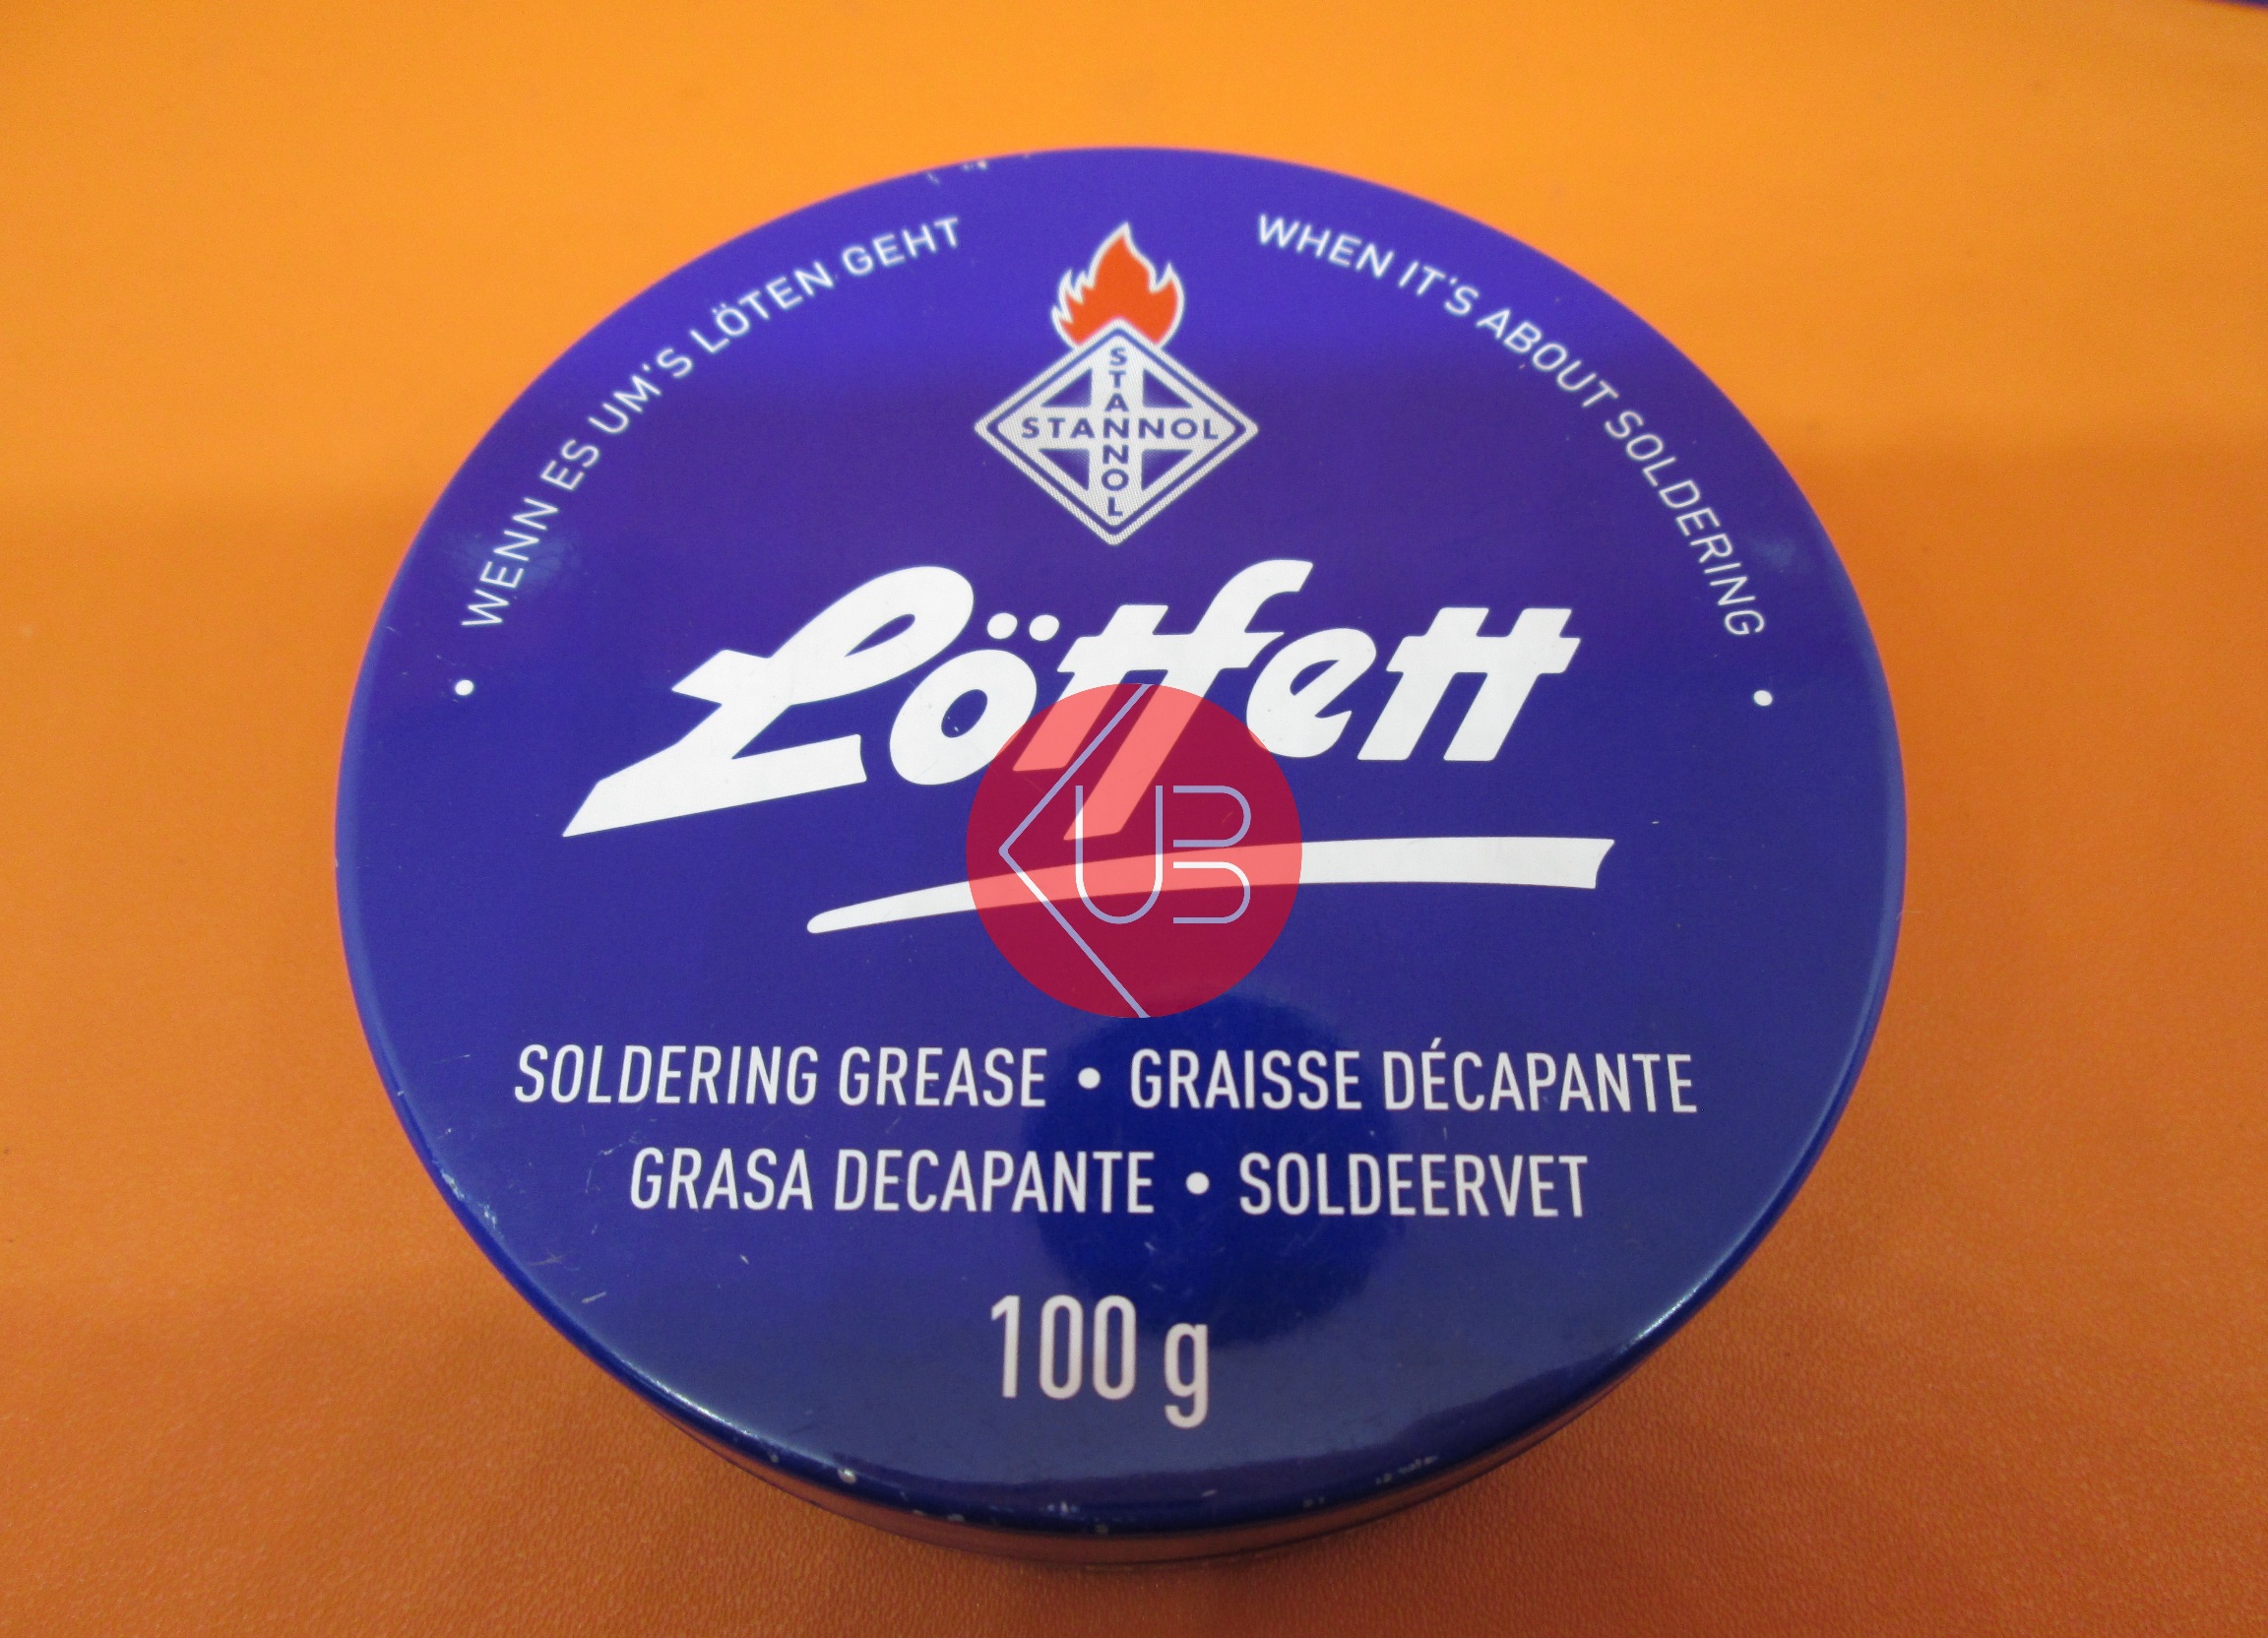 WENN ES UM'S LÖTEN GEHT
WHEN IT'S ABOUT SOLDERING
STANNOL
STANNOL
Lötfett
UB
SOLDERING GREASE • GRAISSE DÉCAPANTE
GRASA DECAPANTE • SOLDEERVET
100 g